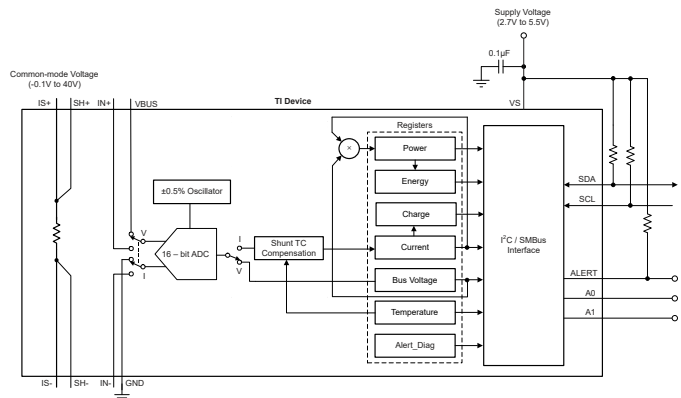 Supply Voltage
(2.7V to 5.5V)
0.1µF
Common-mode Voltage
(-0.1V to 40V)
IS+ SH+ IN+ VBUS
TI Device
VS
Registers
×
Power
Energy
Charge
Current
Bus Voltage
Temperature
Alert_Diag
±0.5% Oscillator
V
I
16 – bit ADC
I
V
Shunt TC
Compensation
I²C / SMBus
Interface
SDA
SCL
ALERT
A0
A1
IS- SH- IN- GND